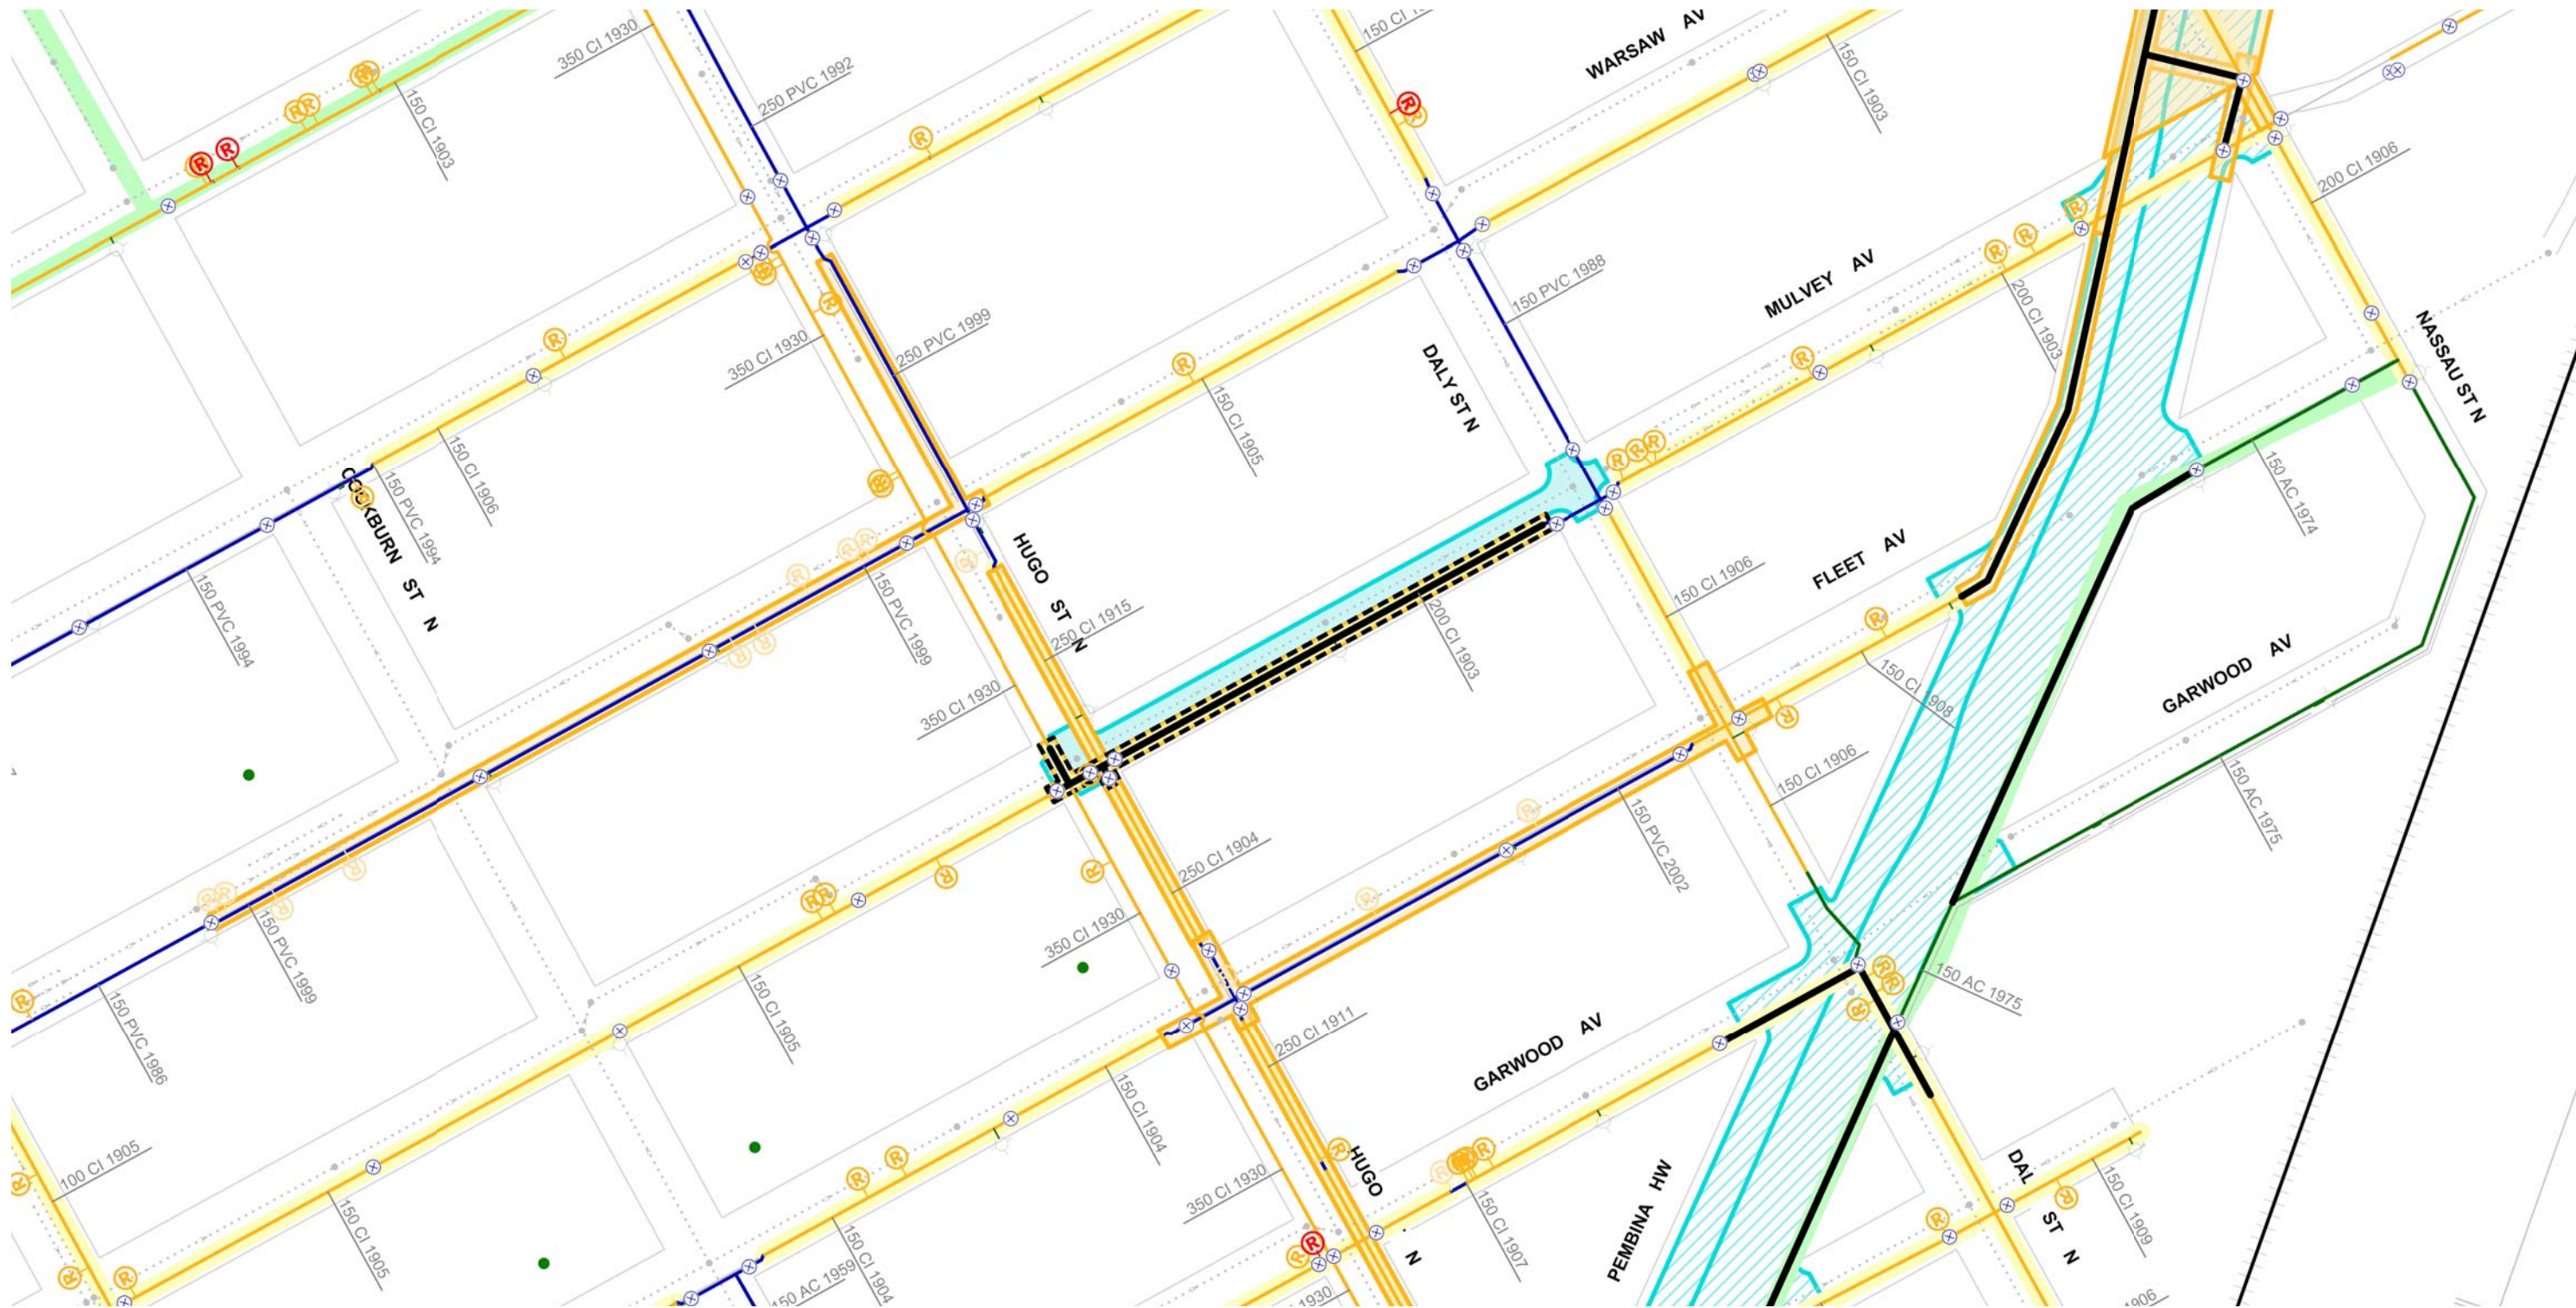 350 CI 1930
150 CI 1903
250 PVC 1992
WARSAW AV
150 CI 1903
200 CI 1906
350 CI 1930
250 PVC 1999
150 PVC 1988
MULVEY AV
200 CI 1903
NASSAU ST N
DALY ST N
150 CI 1905
150 CI 1906
150 PVC 1994
COCKBURN ST N
150 PVC 1994
150 PVC 1999
HUGO ST N
250 CI 1915
350 CI 1930
200 CI 1903
150 CI 1906
FLEET AV
150 CI 1908
150 AC 1974
GARWOOD AV
150 CI 1906
150 AC 1975
150 PVC 2002
250 CI 1904
350 CI 1930
150 PVC 1999
150 PVC 1986
150 CI 1905
250 CI 1911
GARWOOD AV
150 AC 1975
150 CI 1904
100 CI 1905
150 CI 1905
350 CI 1930
HUGO
N
150 CI 1907
PEMBINA HW
DAL ST N
150 CI 1909
150 AC 1959
150 CI 1904
1930
1906
R